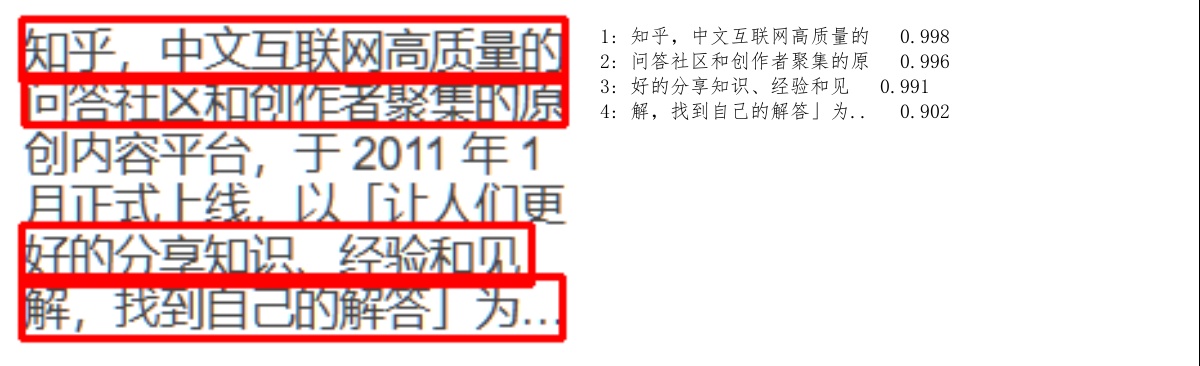 知乎，中文互联网高质量的
问答社区和创作者聚集的原
创内容平台，于 2011 年 1
月正式上线，以「让人们更
好的分享知识、经验和见
解，找到自己的解答」为...
1: 知乎，中文互联网高质量的 0.998
2: 问答社区和创作者聚集的原 0.996
3: 好的分享知识、经验和见 0.991
4: 解，找到自己的解答」为.. 0.902